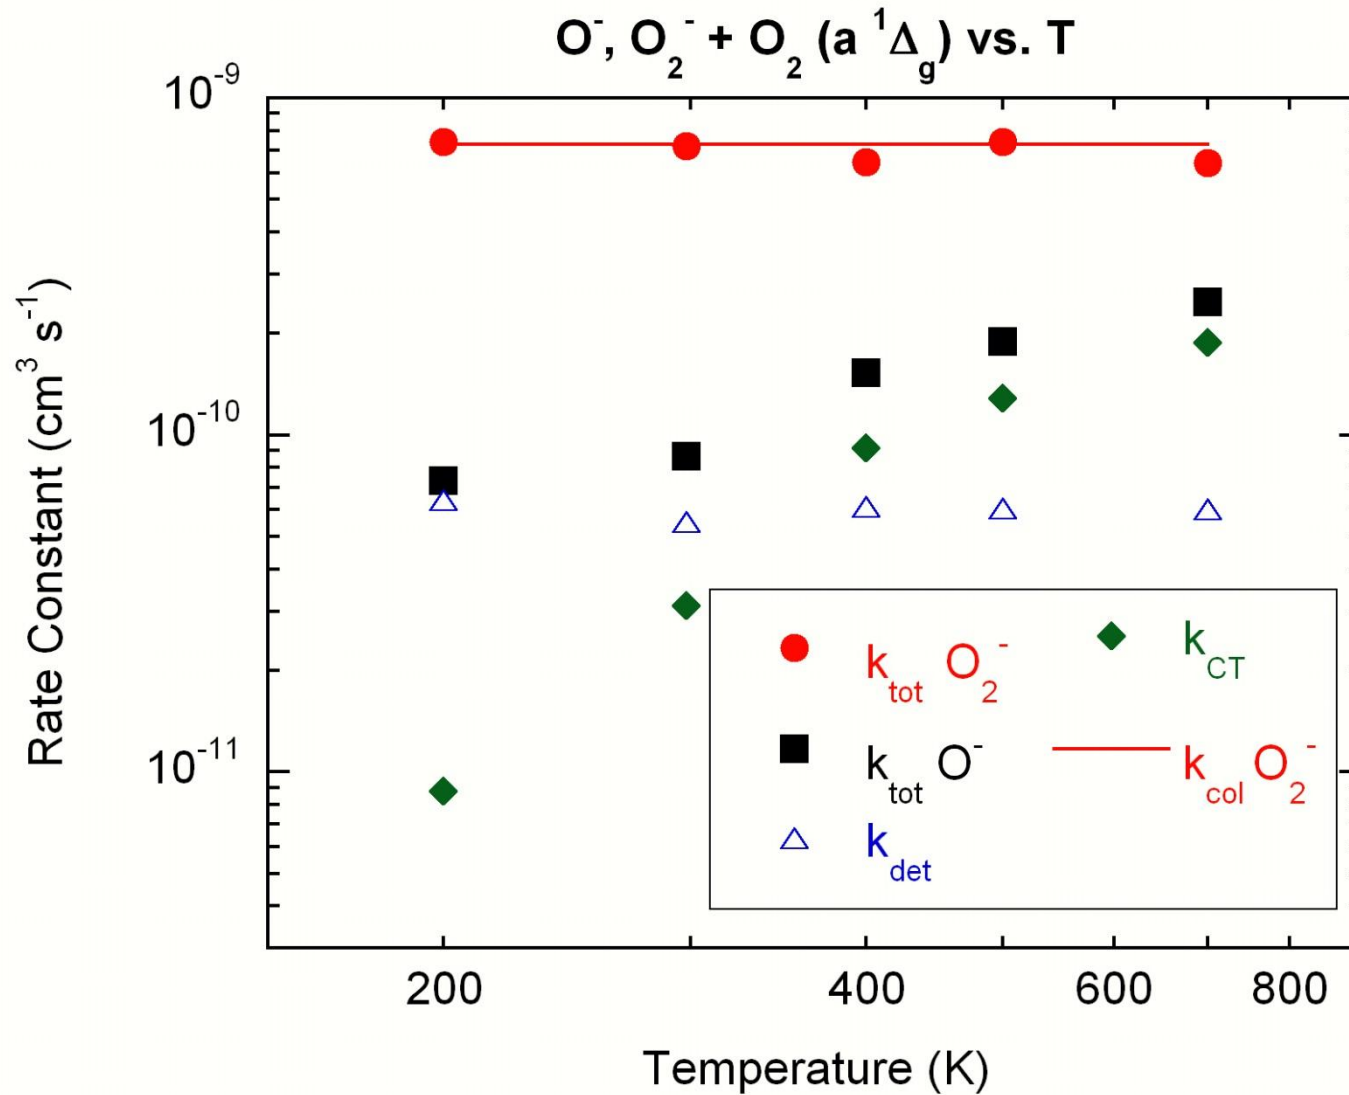 O⁻, O₂⁻ + O₂ (a ¹Δ_g) vs. T
Rate Constant (cm³ s⁻¹)
10⁻⁹
10⁻¹⁰
10⁻¹¹
k_tot O₂⁻
k_CT
k_tot O⁻
k_col O₂⁻
k_det
200 400 600 800
Temperature (K)